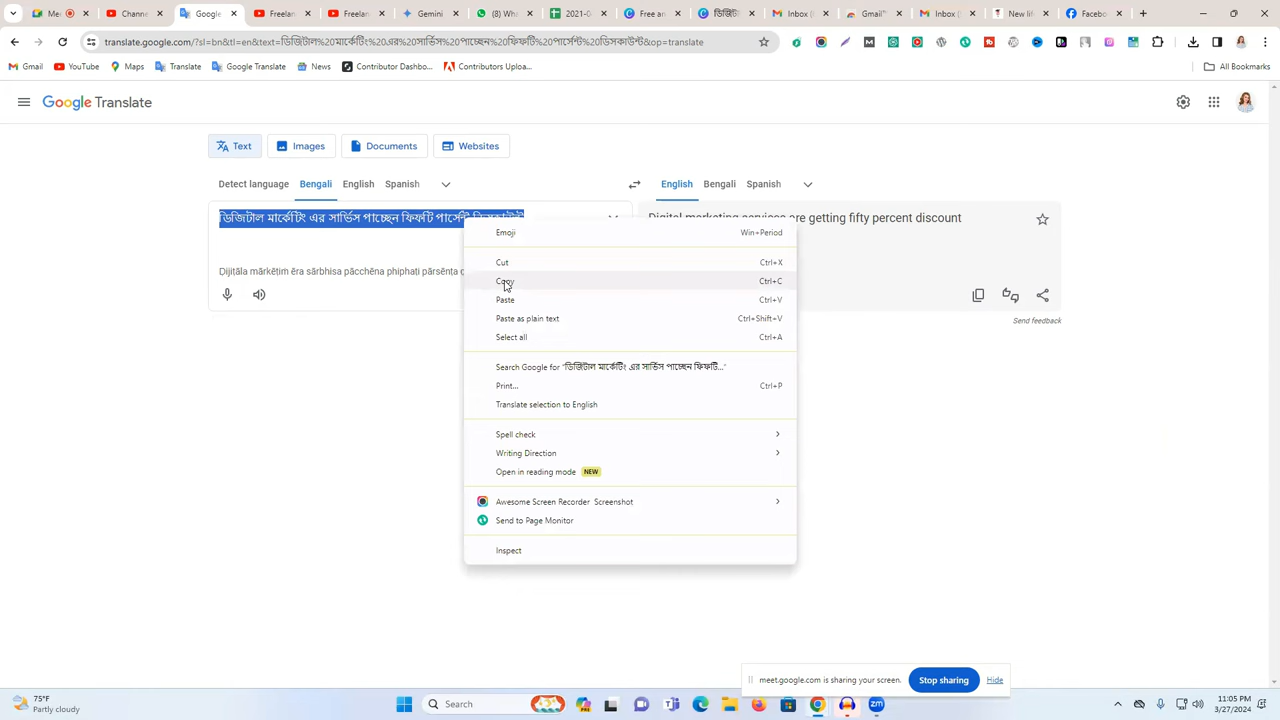 Mee
Channe
Google
Freelan
Freelan
Gemini
(8) Wha
2021-0
Free an
ডিজিট
Inbox (
Gmail
Inbox (
New life
Facebo
translate.google.com/?sl=bn&tl=en&text=ডিজিটাল%20মার্কেটিং%20এর%20সার্ভিস%20পাচ্ছেন%20ফিফটি%20পার্সেন্ট%20ডিসকাউন্ট&op=translate
Gmail
YouTube
Maps
Translate
Google Translate
News
Contributor Dashbo...
Contributors Uploa...
All Bookmarks
Google Translate
Text
Images
Documents
Websites
Detect language
Bengali
English
Spanish
English
Bengali
Spanish
ডিজিটাল মার্কেটিং এর সার্ভিস পাচ্ছেন ফিফটি পার্সেন্ট ডিসকাউন্ট
Digital marketing services are getting fifty percent discount
Ḍijiṭāla mārkēṭiṁ ēra sārbhisa pācchēna phiphaṭi pārsēnṭa
Send feedback
Emoji Win+Period
Cut Ctrl+X
Copy Ctrl+C
Paste Ctrl+V
Paste as plain text Ctrl+Shift+V
Select all Ctrl+A
Search Google for "ডিজিটাল মার্কেটিং এর সার্ভিস পাচ্ছেন ফিফটি..."
Print... Ctrl+P
Translate selection to English
Spell check
Writing Direction
Open in reading mode NEW
Awesome Screen Recorder Screenshot
Send to Page Monitor
Inspect
meet.google.com is sharing your screen.
Stop sharing
Hide
75°F
Partly cloudy
Search
11:05 PM
3/27/2024